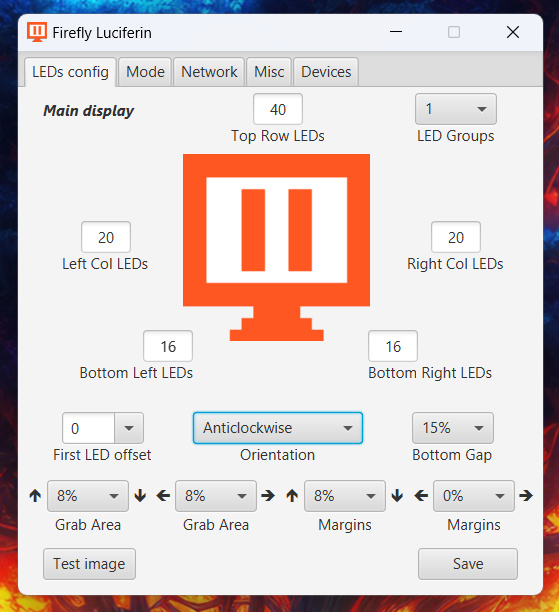 Firefly Luciferin
LEDs config Mode Network Misc Devices
Main display
40
1
Top Row LEDs
LED Groups
20
20
Left Col LEDs
Right Col LEDs
16
16
Bottom Left LEDs
Bottom Right LEDs
0
Anticlockwise
15%
First LED offset
Orientation
Bottom Gap
8%
8%
8%
0%
Grab Area
Grab Area
Margins
Margins
Test image
Save